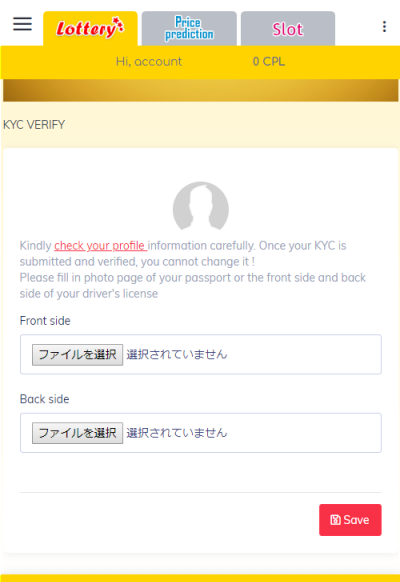 Lottery
Price
prediction
Slot
Hi, account
0 CPL
KYC VERIFY
Kindly check your profile information carefully. Once your KYC is
submitted and verified, you cannot change it !
Please fill in photo page of your passport or the front side and back
side of your driver's license
Front side
ファイルを選択 選択されていません
Back side
ファイルを選択 選択されていません
Save